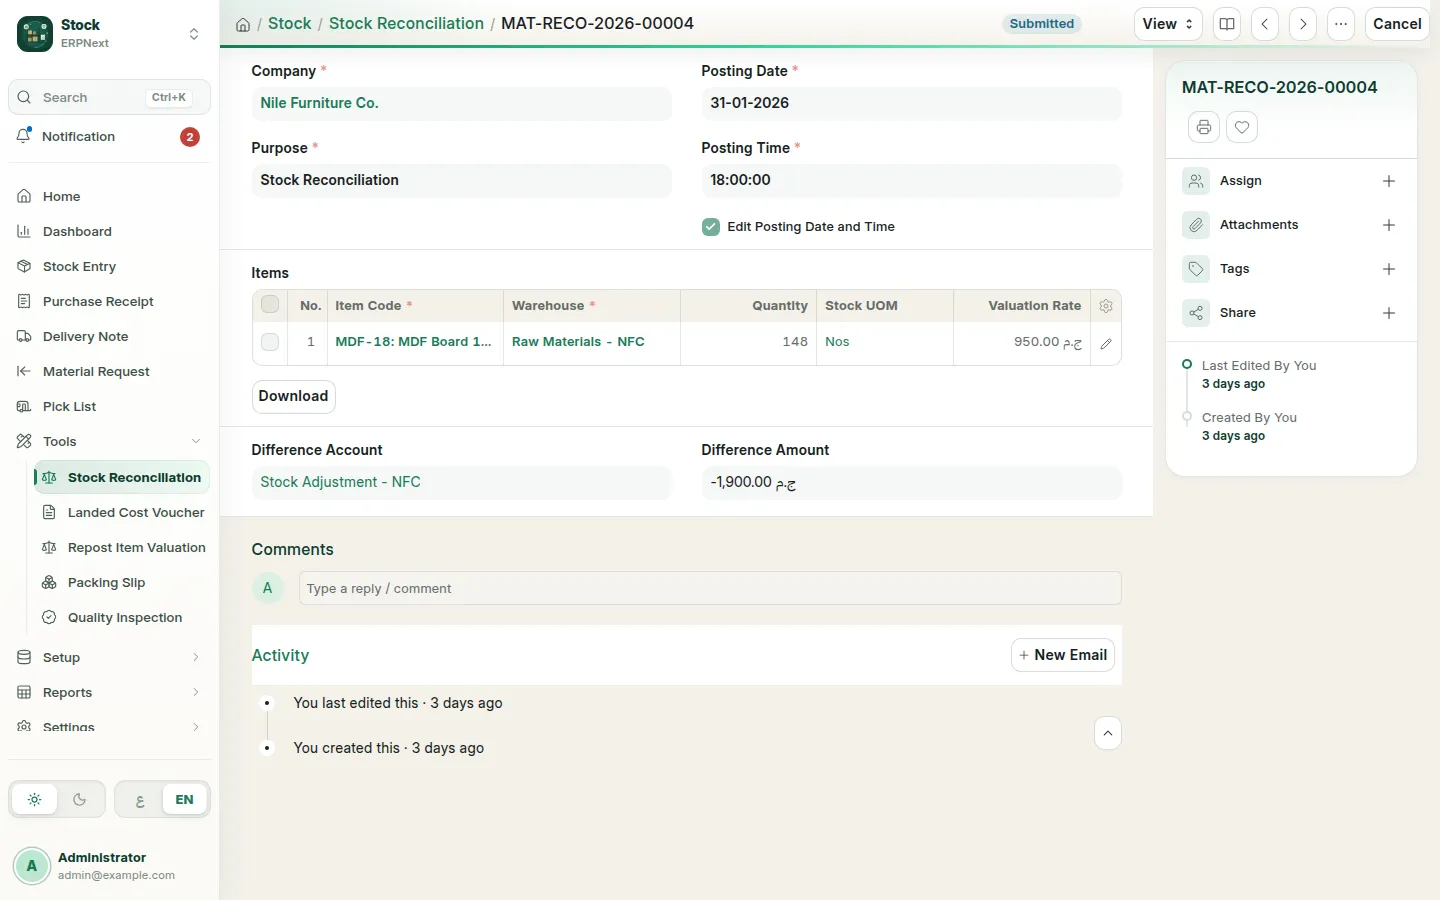 Stock
ERPNext
Search
Ctrl+K
Notification
2
Home
Dashboard
Stock Entry
Purchase Receipt
Delivery Note
Material Request
Pick List
Tools
Stock Reconciliation
Landed Cost Voucher
Repost Item Valuation
Packing Slip
Quality Inspection
Setup
Reports
Settings
ع
EN
A
Administrator
admin@example.com
/ Stock / Stock Reconciliation / MAT-RECO-2026-00004
Submitted
View
Cancel
Company *
Nile Furniture Co.
Posting Date *
31-01-2026
Purpose *
Stock Reconciliation
Posting Time *
18:00:00
Edit Posting Date and Time
Items
No. Item Code * Warehouse * Quantity Stock UOM Valuation Rate
1 MDF-18: MDF Board 1... Raw Materials - NFC 148 Nos 950.00 ج.م
Download
Difference Account
Stock Adjustment - NFC
Difference Amount
-1,900.00 ج.م
Comments
A
Type a reply / comment
Activity
+ New Email
You last edited this · 3 days ago
You created this · 3 days ago
MAT-RECO-2026-00004
Assign
Attachments
Tags
Share
Last Edited By You
3 days ago
Created By You
3 days ago